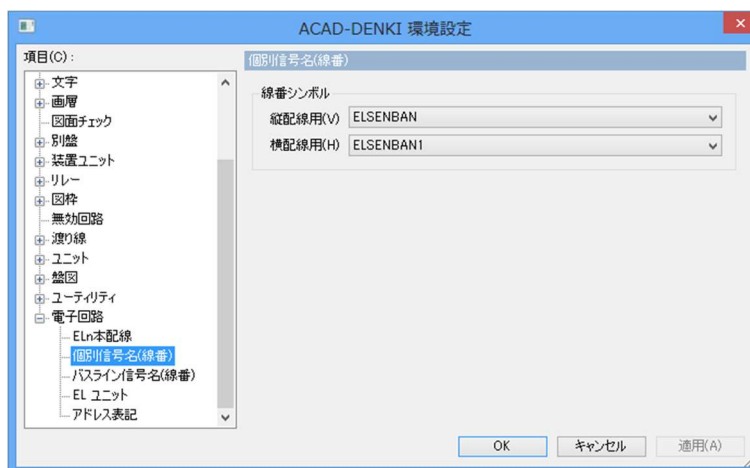 ACAD-DENKI 環境設定
項目(C):
文字
画層
図面チェック
別盤
装置ユニット
リレー
図枠
無効回路
渡り線
ユニット
盤図
ユーティリティ
電子回路
ELn本配線
個別信号名(線番)
バスライン信号名(線番)
EL ユニット
アドレス表記
個別信号名(線番)
線番シンボル
縦配線用(V) ELSENBAN
横配線用(H) ELSENBAN1
OK キャンセル 適用(A)